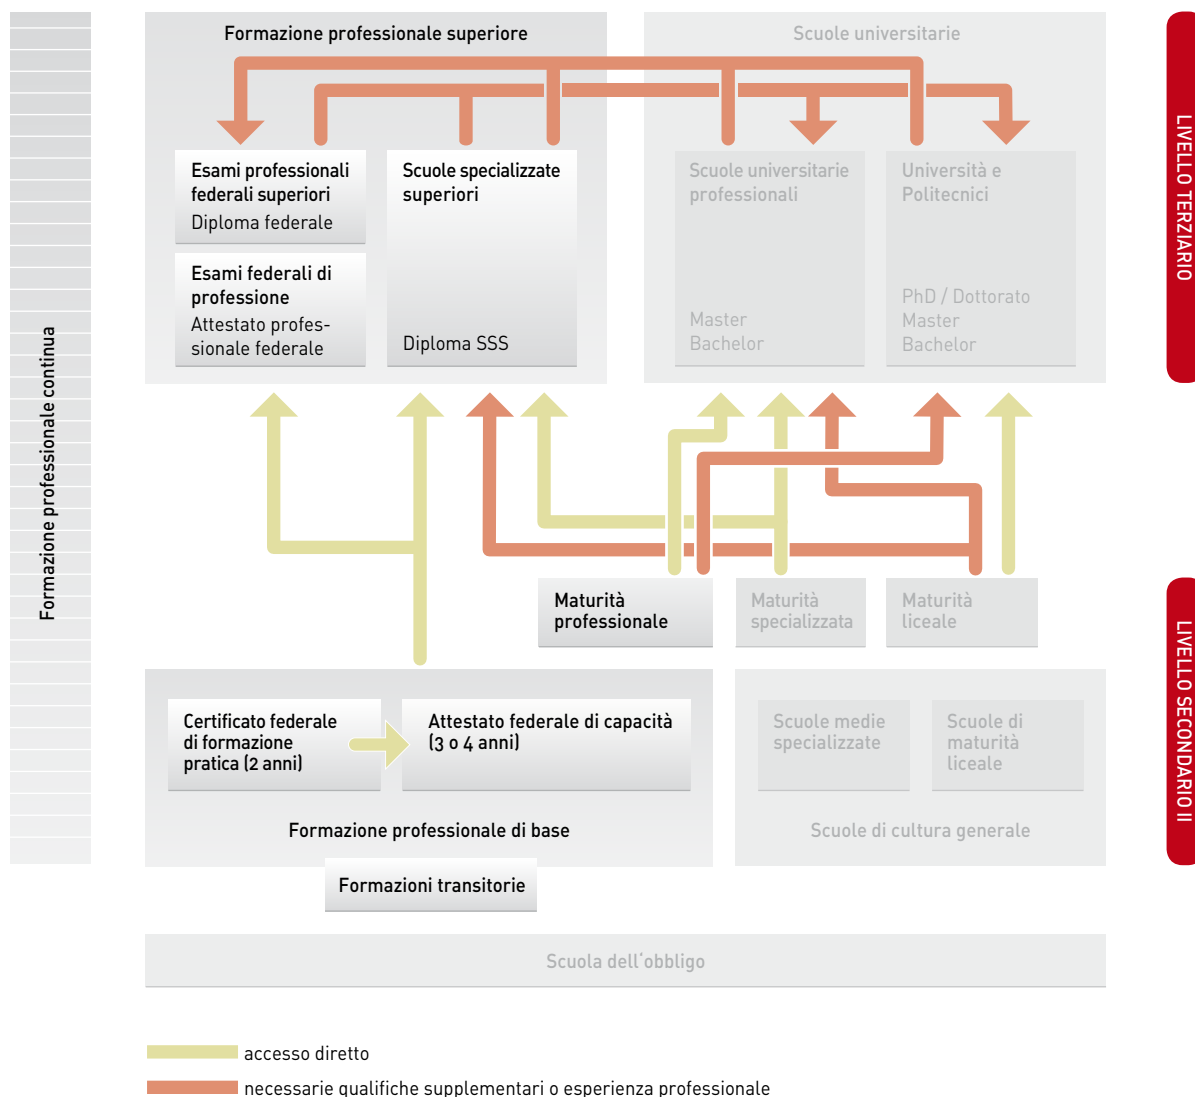 Formazione professionale superiore
Scuole universitarie
Esami professionali
federali superiori
Diploma federale
Esami federali di
professione
Attestato profes-
sionale federale
Scuole specializzate
superiori
Diploma SSS
Scuole universitarie
professionali
Master
Bachelor
Università e
Politecnici
PhD / Dottorato
Master
Bachelor
LIVELLO TERZIARIO
Formazione professionale continua
Maturità
professionale
Maturità
specializzata
Maturità
liceale
LIVELLO SECONDARIO II
Certificato federale
di formazione
pratica (2 anni)
Attestato federale di capacità
(3 o 4 anni)
Formazione professionale di base
Scuole medie
specializzate
Scuole di
maturità
liceale
Scuole di cultura generale
Formazioni transitorie
Scuola dell‘obbligo
accesso diretto
necessarie qualifiche supplementari o esperienza professionale